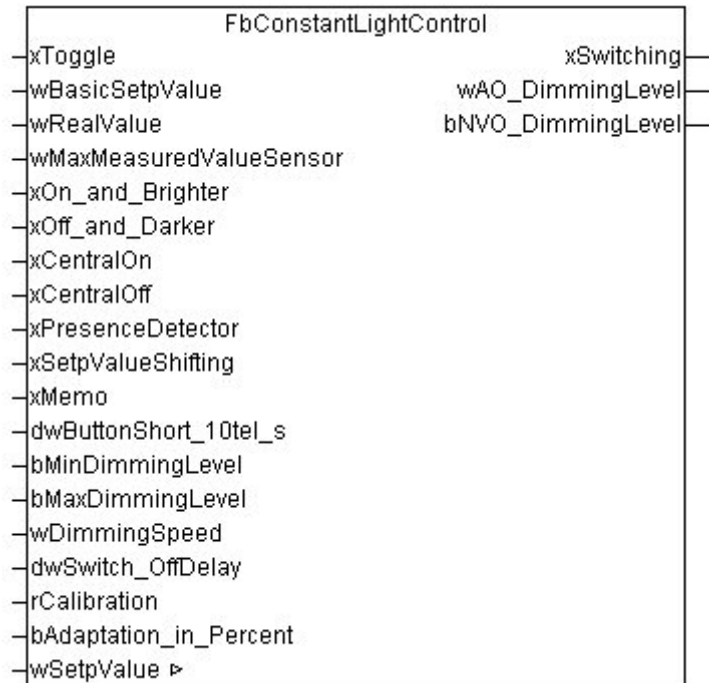 FbConstantLightControl
xToggle xSwitching
wBasicSetpValue wAO_DimmingLevel
wRealValue bNVO_DimmingLevel
wMaxMeasuredValueSensor
xOn_and_Brighter
xOff_and_Darker
xCentralOn
xCentralOff
xPresenceDetector
xSetpValueShifting
xMemo
dwButtonShort_10tel_s
bMinDimmingLevel
bMaxDimmingLevel
wDimmingSpeed
dwSwitch_OffDelay
rCalibration
bAdaptation_in_Percent
wSetpValue ▷